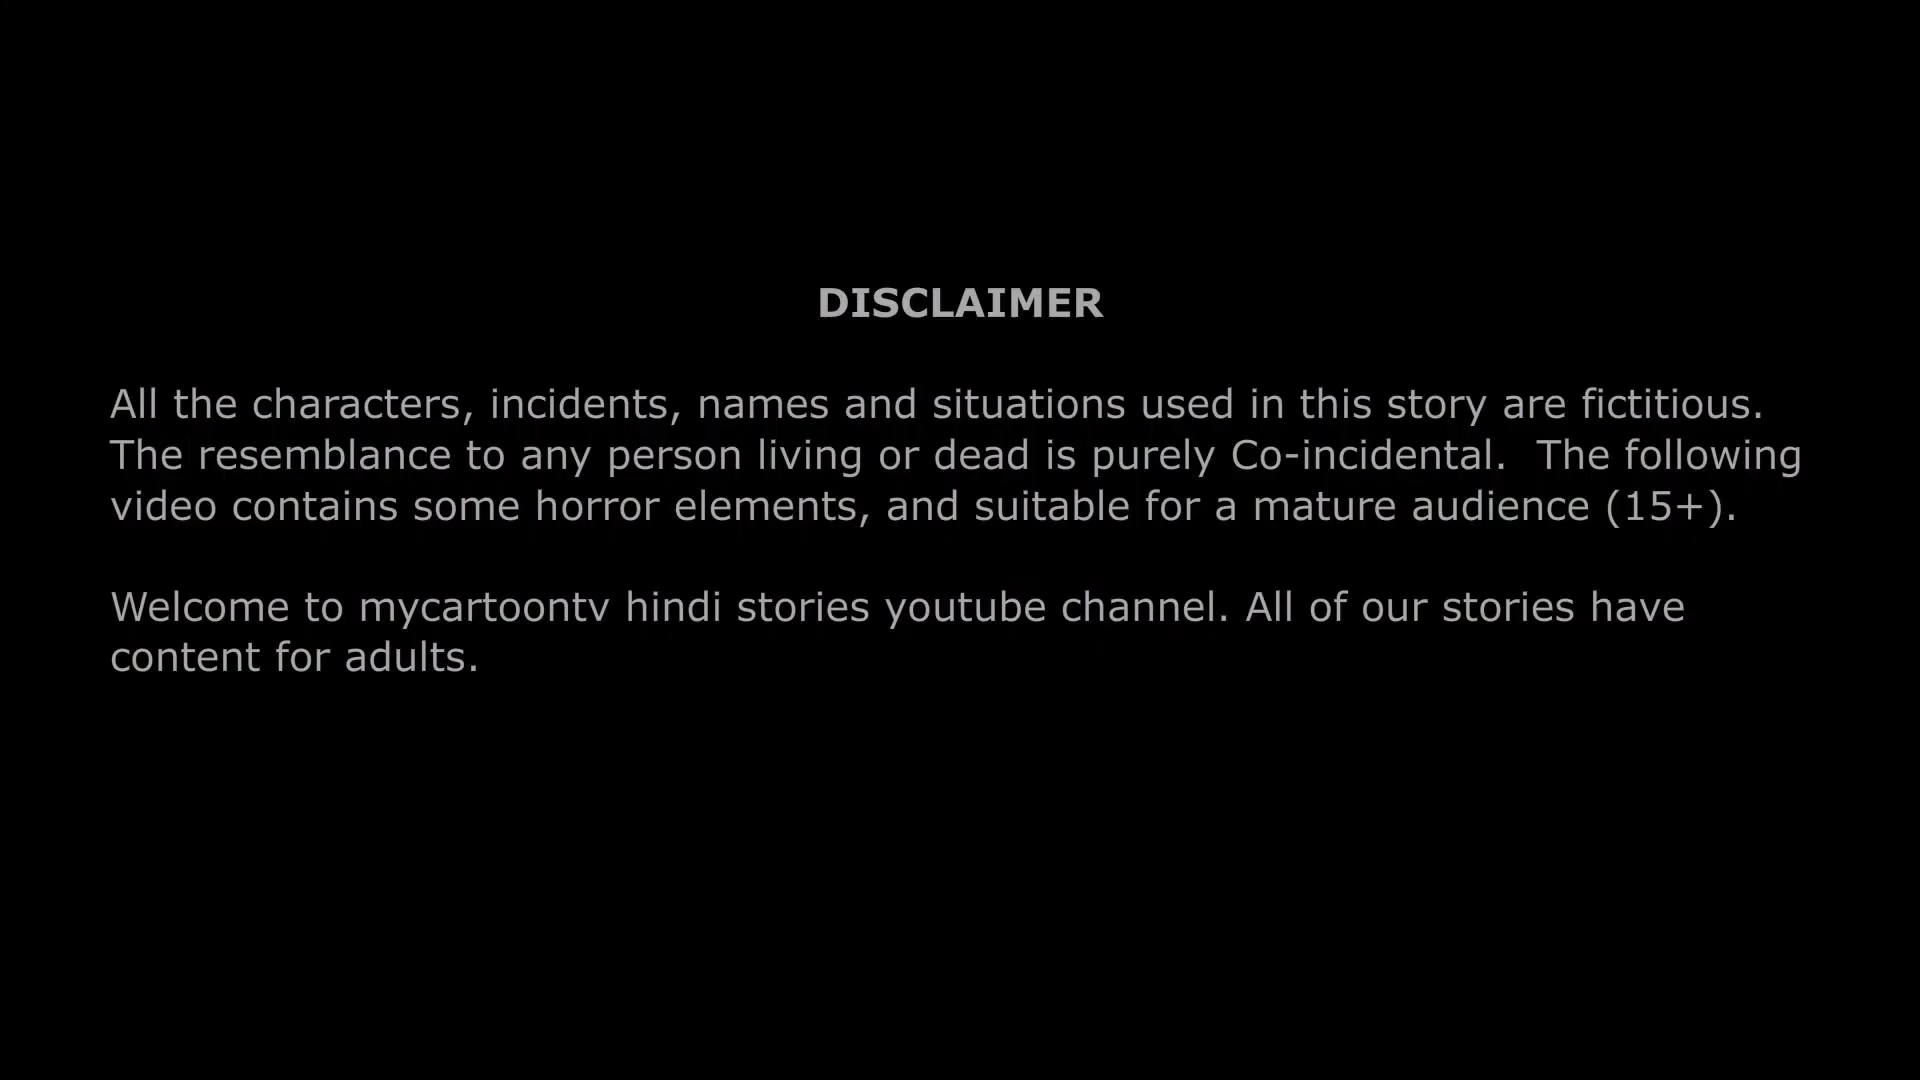 DISCLAIMER
All the characters, incidents, names and situations used in this story are fictitious.
The resemblance to any person living or dead is purely Co-incidental.  The following
video contains some horror elements, and suitable for a mature audience (15+).
Welcome to mycartoontv hindi stories youtube channel. All of our stories have
content for adults.